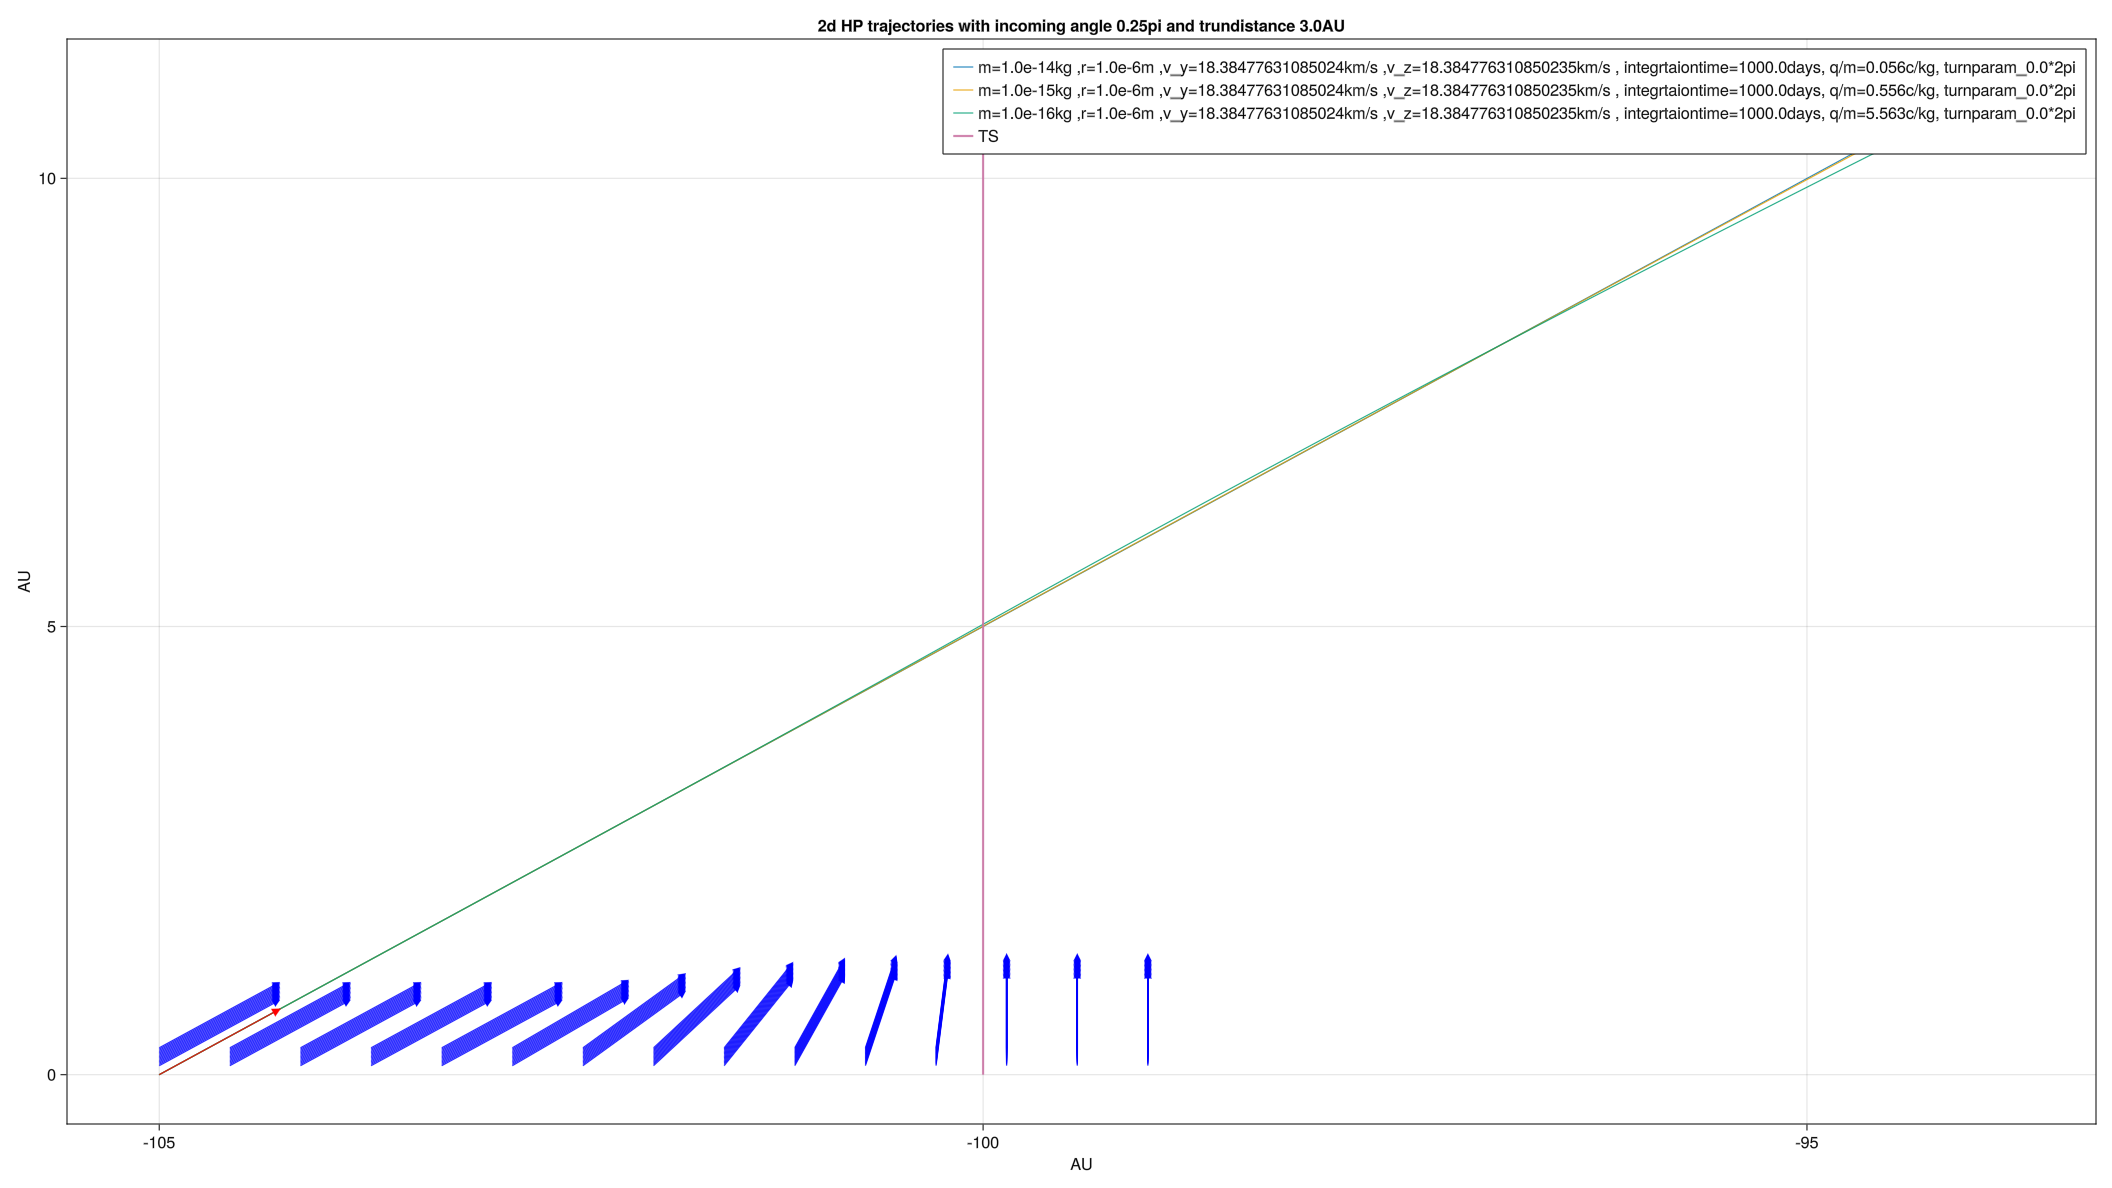 2d HP trajectories with incoming angle 0.25pi and trundistance 3.0AU
m=1.0e-14kg ,r=1.0e-6m ,v_y=18.38477631085024km/s ,v_z=18.384776310850235km/s , integrtaiontime=1000.0days, q/m=0.056c/kg, turnparam_0.0*2pi
m=1.0e-15kg ,r=1.0e-6m ,v_y=18.38477631085024km/s ,v_z=18.384776310850235km/s , integrtaiontime=1000.0days, q/m=0.556c/kg, turnparam_0.0*2pi
m=1.0e-16kg ,r=1.0e-6m ,v_y=18.38477631085024km/s ,v_z=18.384776310850235km/s , integrtaiontime=1000.0days, q/m=5.563c/kg, turnparam_0.0*2pi
TS
10
5
0
AU
-105
-100
-95
AU